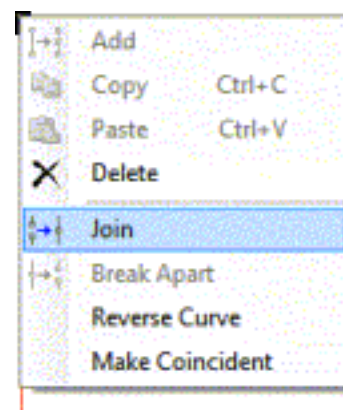 Add
Copy Ctrl+C
Paste Ctrl+V
Delete
Join
Break Apart
Reverse Curve
Make Coincident